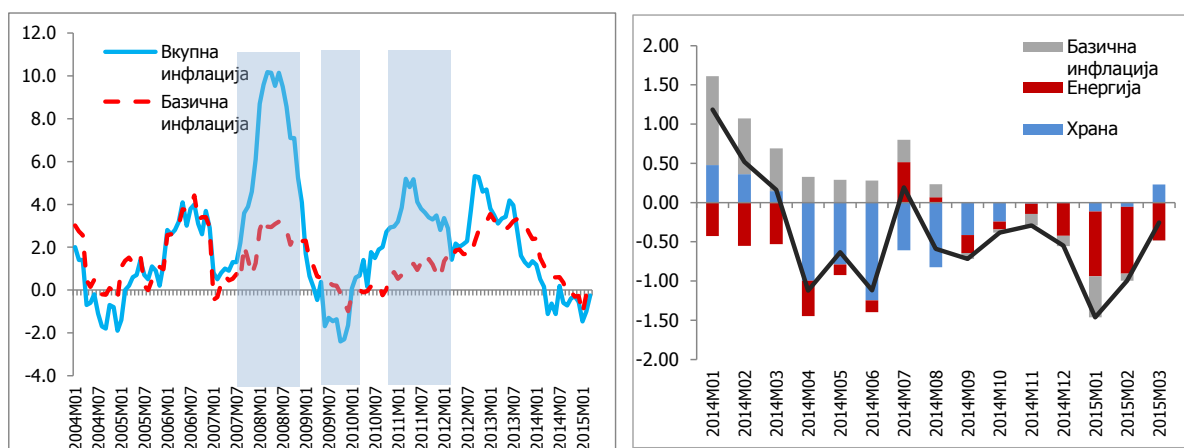 12.0
10.0
8.0
6.0
4.0
2.0
0.0
-2.0
-4.0
Вкупна
инфлација
Базична
инфлација
2004M01
2004M07
2005M01
2005M07
2006M01
2006M07
2007M01
2007M07
2008M01
2008M07
2009M01
2009M07
2010M01
2010M07
2011M01
2011M07
2012M01
2012M07
2013M01
2013M07
2014M01
2014M07
2015M01
2.00
1.50
1.00
0.50
0.00
-0.50
-1.00
-1.50
-2.00
Базична
инфлација
Енергија
Храна
2014M01
2014M02
2014M03
2014M04
2014M05
2014M06
2014M07
2014M08
2014M09
2014M10
2014M11
2014M12
2015M01
2015M02
2015M03